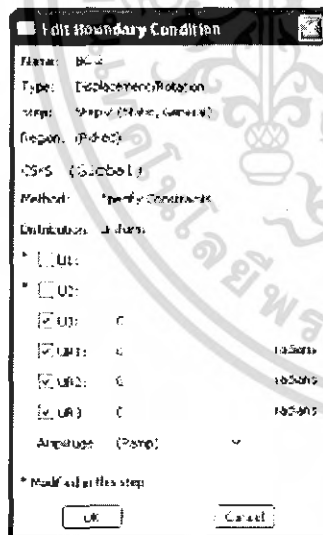 Edit Boundary Condition
Name: BC-2
Type: Displacement/Rotation
Step: (Static, General)
Region: (Picked)
CSYS: (Global)
Method: Specify Constraints
Distribution: Uniform
* U1:
* U2:
U3: 0
UR1: 0 radians
UR2: 0 radians
UR3: 0 radians
Amplitude: (Ramp)
* Modified in this step
OK Cancel